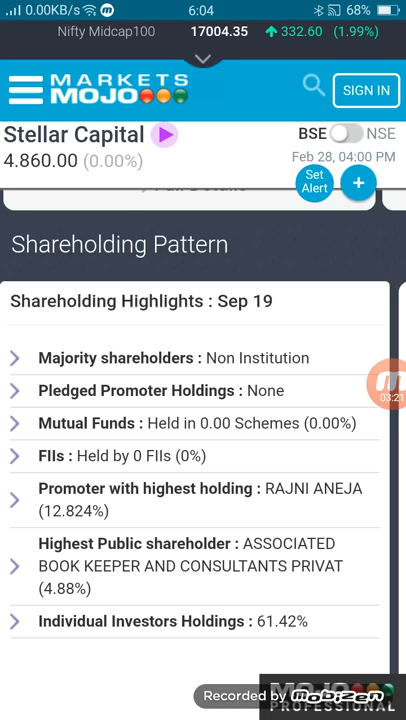 0.00KB/s 6:04 68%
Nifty Midcap100 17004.35 332.60 (1.99%)
MARKETS
MOJO
SIGN IN
Stellar Capital
BSE NSE
4.860.00 (0.00%)
Feb 28, 04:00 PM
Set
Alert
+
Shareholding Pattern
Shareholding Highlights : Sep 19
Majority shareholders : Non Institution
Pledged Promoter Holdings : None
03:21
Mutual Funds : Held in 0.00 Schemes (0.00%)
FIIs : Held by 0 FIIs (0%)
Promoter with highest holding : RAJNI ANEJA
(12.824%)
Highest Public shareholder : ASSOCIATED
BOOK KEEPER AND CONSULTANTS PRIVAT
(4.88%)
Individual Investors Holdings : 61.42%
Recorded by MOBIZEN
MOJO
PROFESSIONAL